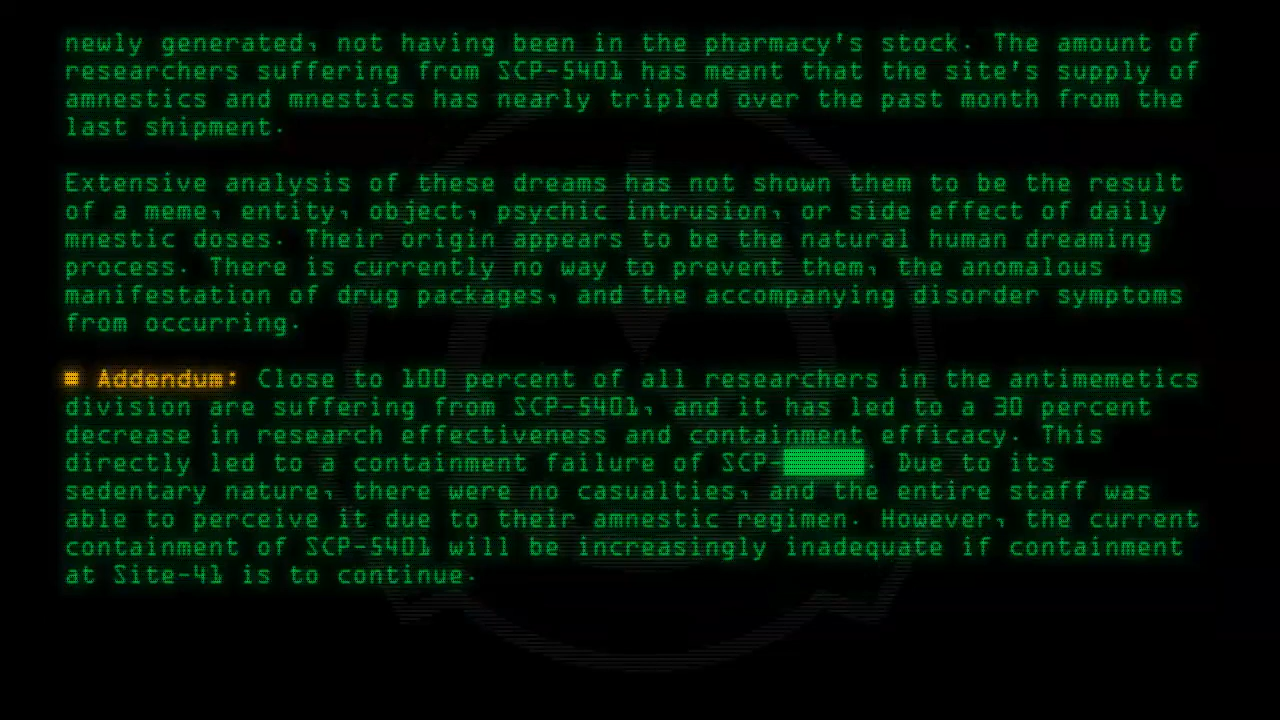 newly generated, not having been in the pharmacy's stock. The amount of
researchers suffering from SCP-5401 has meant that the site's supply of
amnestics and mnestics has nearly tripled over the past month from the
last shipment.
Extensive analysis of these dreams has not shown them to be the result
of a meme, entity, object, psychic intrusion, or side effect of daily
mnestic doses. Their origin appears to be the natural human dreaming
process. There is currently no way to prevent them, the anomalous
manifestation of drug packages, and the accompanying disorder symptoms
from occurring.
■ Addendum: Close to 100 percent of all researchers in the antimemetics
division are suffering from SCP-5401, and it has led to a 30 percent
decrease in research effectiveness and containment efficacy. This
directly led to a containment failure of SCP-█████. Due to its
sedentary nature, there were no casualties, and the entire staff was
able to perceive it due to their amnestic regimen. However, the current
containment of SCP-5401 will be increasingly inadequate if containment
at Site-41 is to continue.